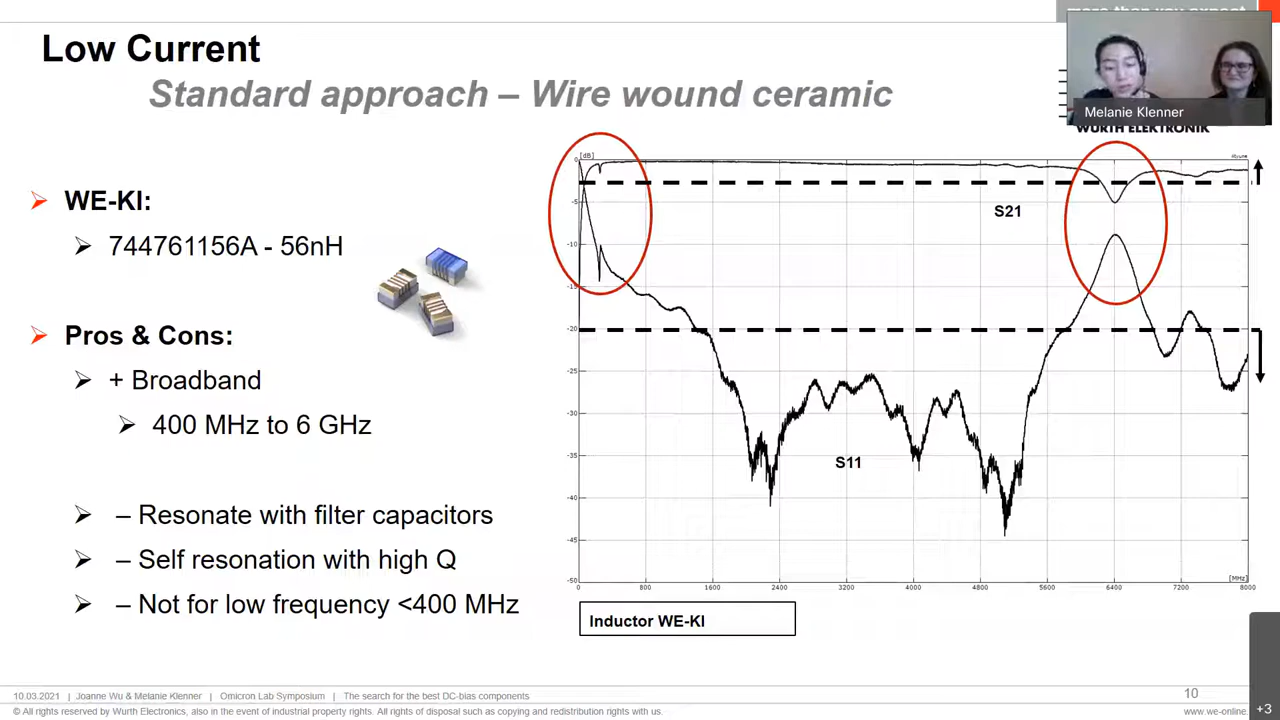 more than you expect
Low Current
Standard approach – Wire wound ceramic
Melanie Klenner
WÜRTH ELEKTRONIK
WE-KI:
744761156A - 56nH
Pros & Cons:
+ Broadband
400 MHz to 6 GHz
– Resonate with filter capacitors
– Self resonation with high Q
– Not for low frequency <400 MHz
[dB]
0
-5
-10
-15
-20
-25
-30
-35
-40
-45
-50
S21
S11
[MHz]
0 800 1600 2400 3200 4000 4800 5600 6400 7200 8000
Inductor WE-KI
10.03.2021 | Joanne Wu & Melanie Klenner | Omicron Lab Symposium | The search for the best DC-bias components
10
© All rights reserved by Wurth Electronics, also in the event of industrial property rights. All rights of disposal such as copying and redistribution rights with us.
www.we-online.
+3